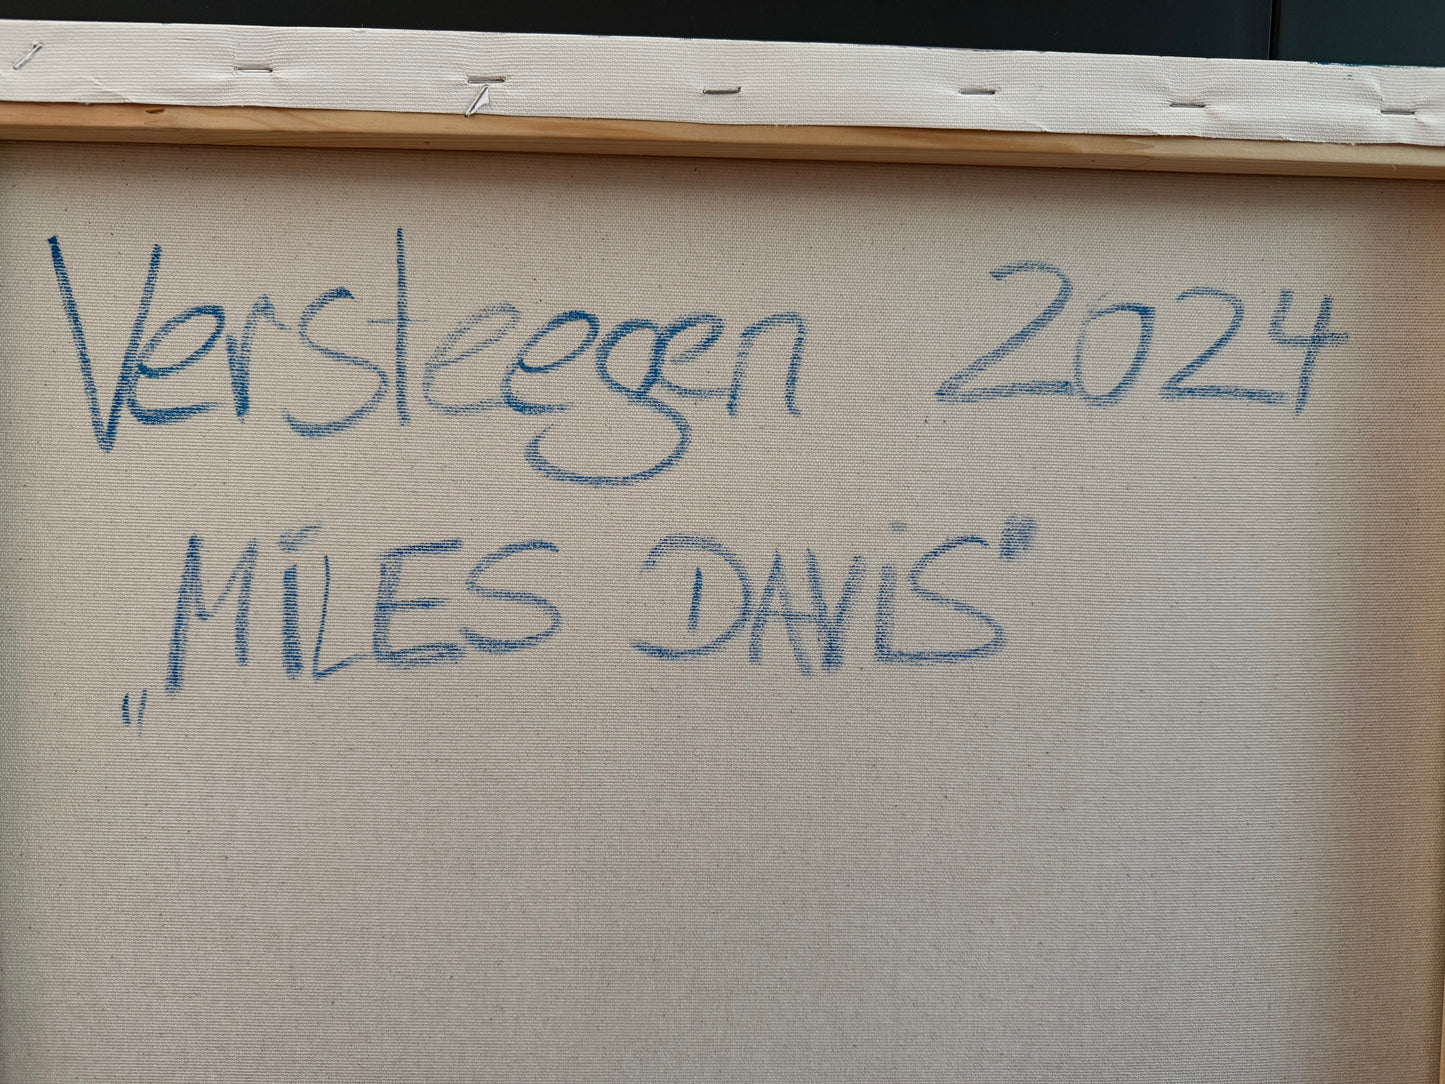 Versteegen 2024
„MiLES DAViS"